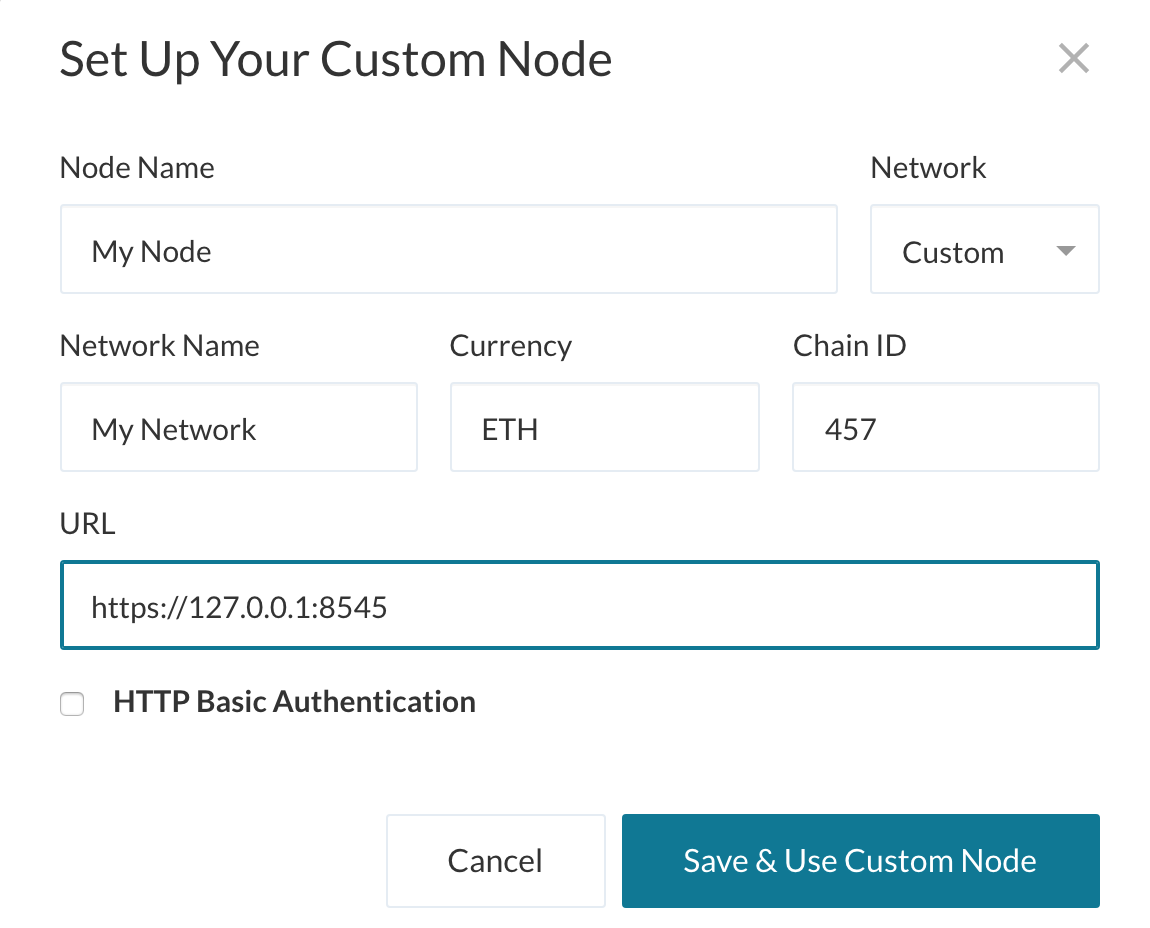 Set Up Your Custom Node
Node Name
Network
My Node
Custom
Network Name
Currency
Chain ID
My Network
ETH
457
URL
https://127.0.0.1:8545
HTTP Basic Authentication
Cancel
Save & Use Custom Node